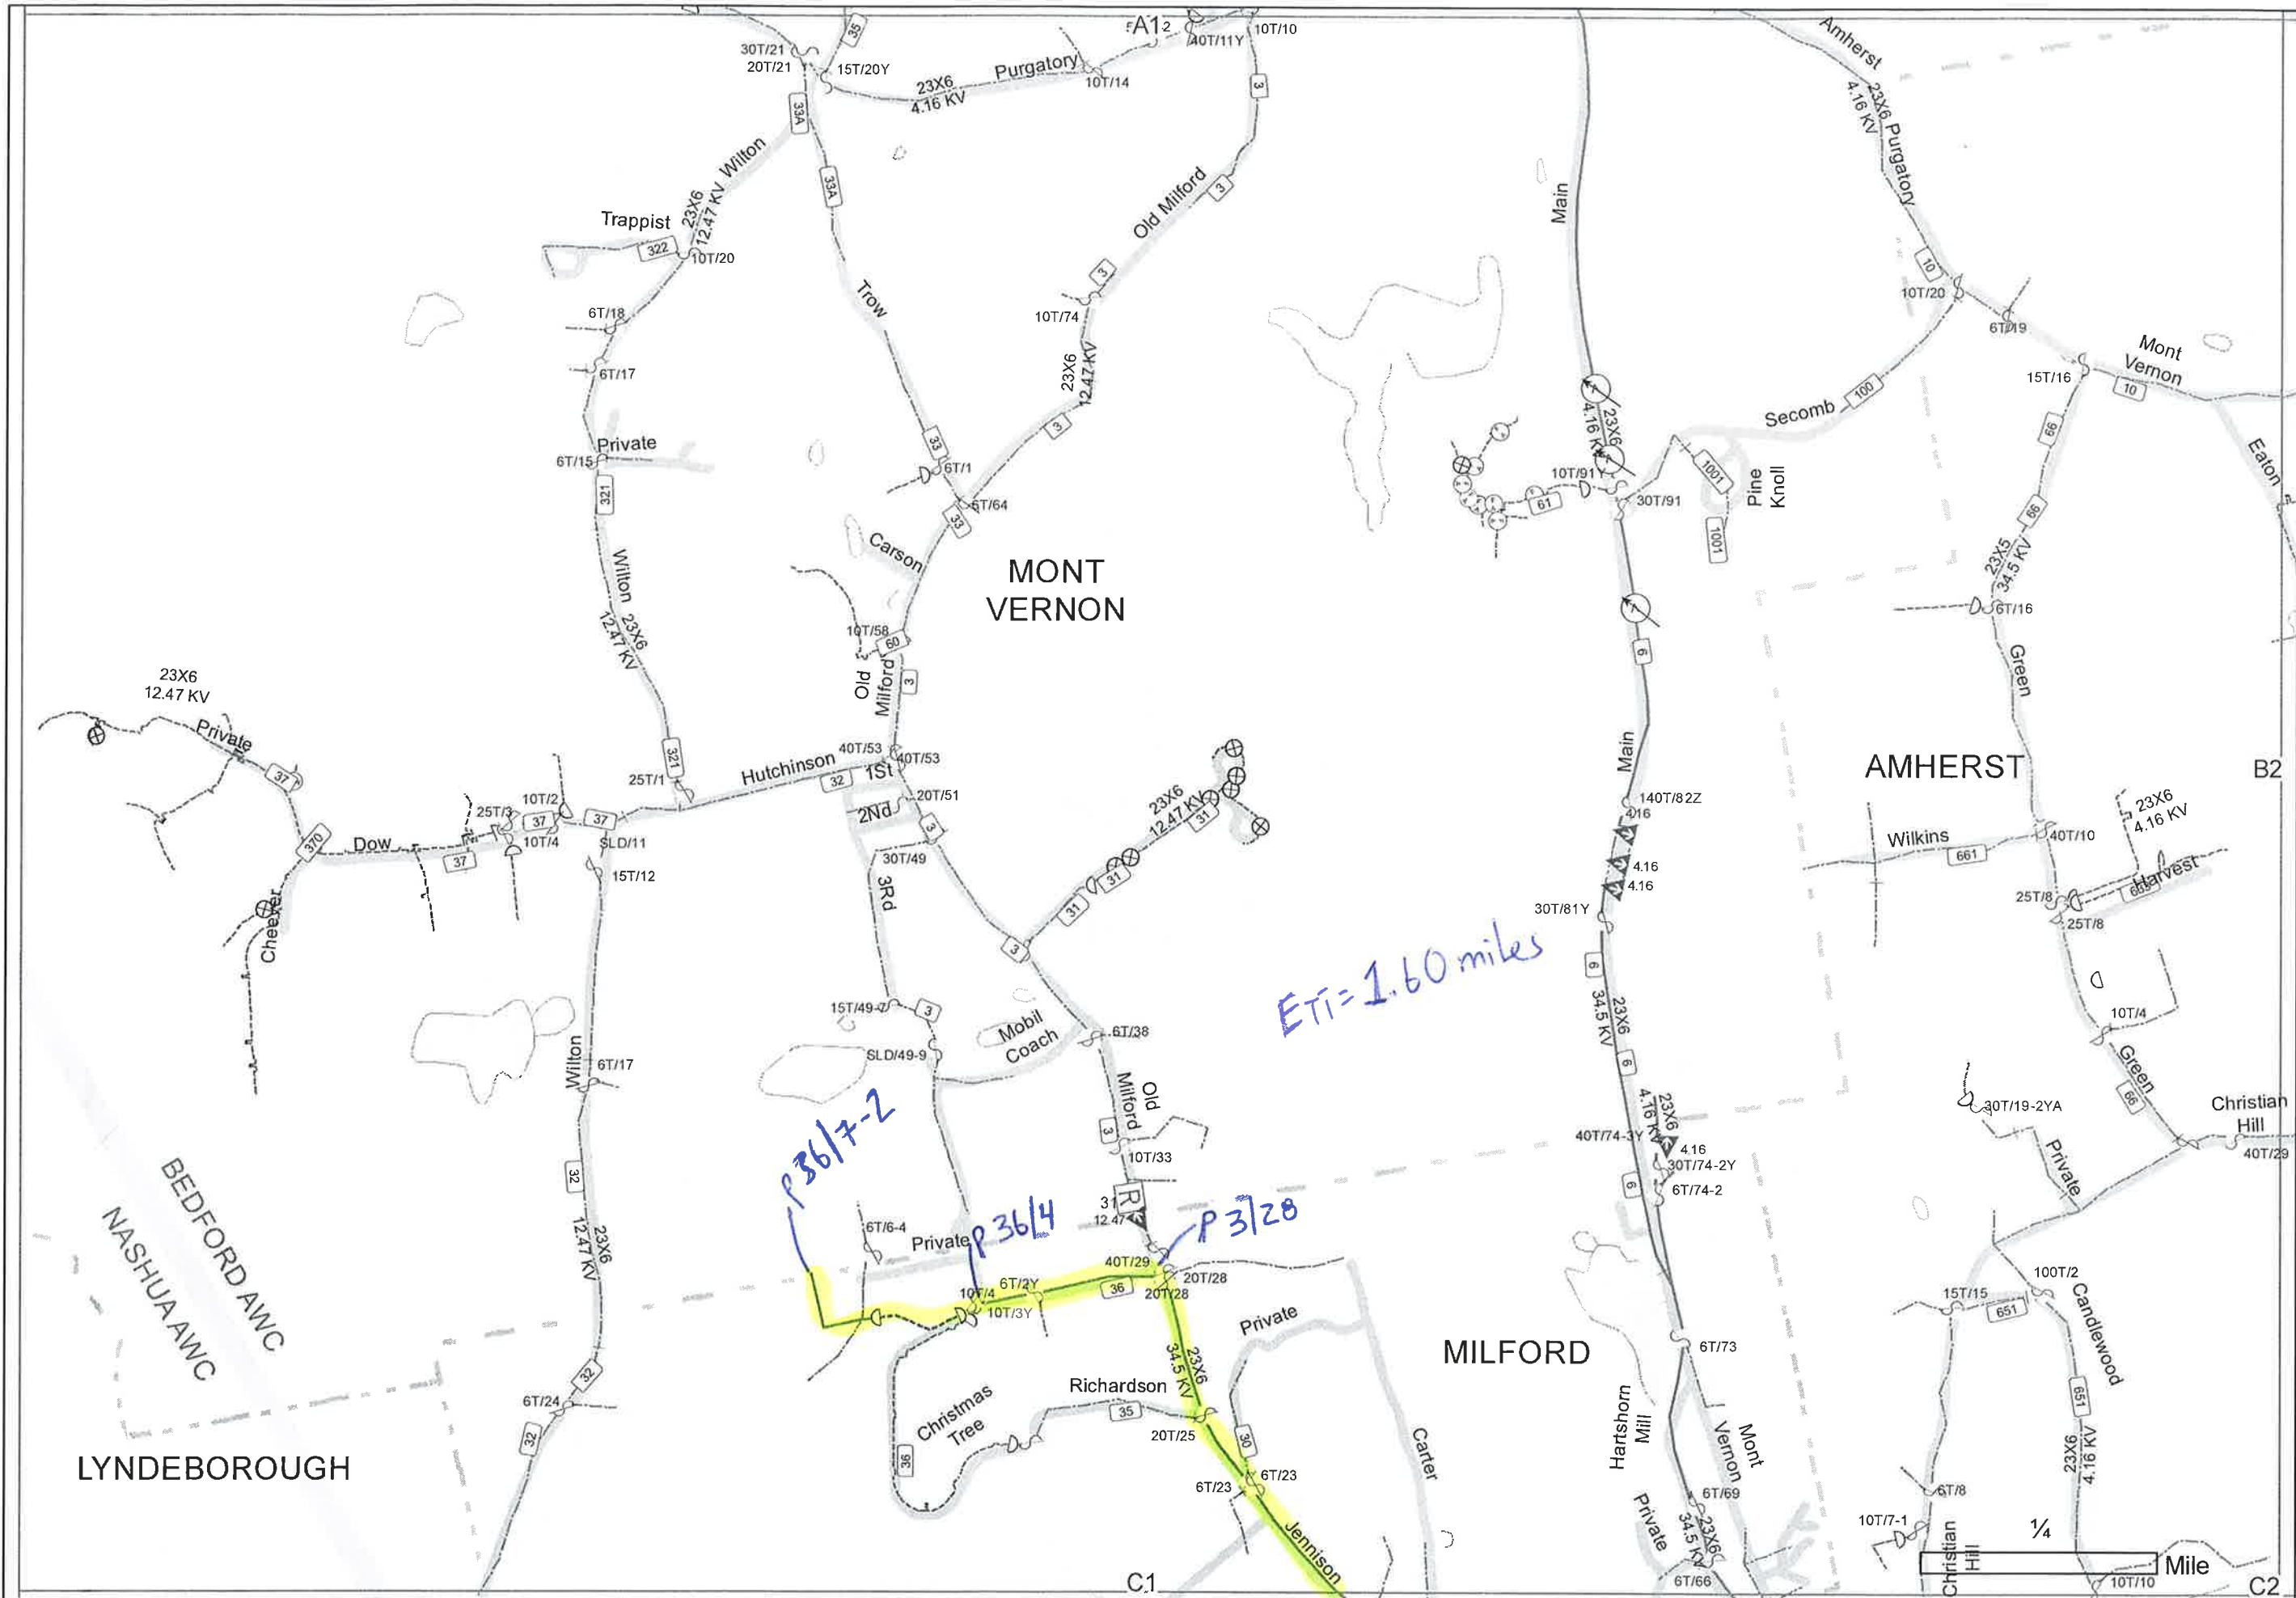 A1
2
30T/21
20T/21
35
15T/20Y
23X6
4.16 KV
Purgatory
10T/14
40T/11Y
10T/10
3
33A
33A
Wilton
23X6
12.47 KV
Trappist
322
10T/20
6T/18
6T/17
Private
6T/15
321
Wilton
23X6
12.47 KV
321
25T/1
Trow
33
6T/1
6T/64
33
Old Milford
3
3
10T/74
23X6
12.47 KV
3
Carson
10T/58
60
Old
Milford
3
MONT
VERNON
Main
4.16 KV
23X6
10T/91Y
61
30T/91
Amherst
23X6
4.16 KV
Purgatory
10
10T/20
6T/19
Mont
Vernon
15T/16
10
Eaton
Secomb
100
1001
1001
Pine
Knoll
66
66
23X5
34.5 KV
6T/16
Green
6
Main
AMHERST
B2
140T/82Z
4.16
4.16
4.16
30T/81Y
6
23X6
34.5 KV
6
Wilkins
661
40T/10
23X6
4.16 KV
Harvest
25T/8
25T/8
10T/4
Green
66
Christian
Hill
40T/29
23X6
12.47 KV
Private
37
370
Dow
37
Cheever
25T/3
10T/2
37
10T/4
37
SLD/11
15T/12
Hutchinson
32
40T/53
40T/53
1St
2Nd
20T/51
3
30T/49
3Rd
15T/49-7
3
SLD/49-9
23X6
12.47 KV
31
31
31
3
Mobil
Coach
6T/38
Old
Milford
3
10T/33
R
31
12.47
ETT= 1.60 miles
P36/7-2
P 36/4
P 3/28
Wilton
6T/17
32
23X6
12.47 KV
32
6T/24
32
BEDFORD AWC
NASHUA AWC
LYNDEBOROUGH
6T/6-4
Private
10T/4
10T/3Y
6T/2Y
36
40T/29
20T/28
20T/28
Christmas
Tree
36
Richardson
35
20T/25
23X6
34.5 KV
Private
30
6T/23
6T/23
Jennison
Carter
C1
MILFORD
23X6
4.16 KV
40T/74-3Y
4.16
30T/74-2Y
6T/74-2
6
6T/73
Hartshorn
Mill
Mont
Vernon
6T/69
23X6
34.5 KV
Private
6T/66
30T/19-2YA
Private
100T/2
15T/15
651
Candlewood
651
23X6
4.16 KV
6T/8
10T/7-1
Christian
Hill
1/4
Mile
10T/10
C2